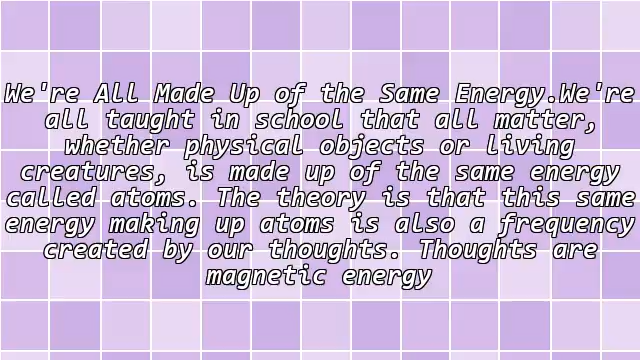 We're All Made Up of the Same Energy.We're
all taught in school that all matter,
whether physical objects or living
creatures, is made up of the same energy
called atoms. The theory is that this same
energy making up atoms is also a frequency
created by our thoughts. Thoughts are
magnetic energy